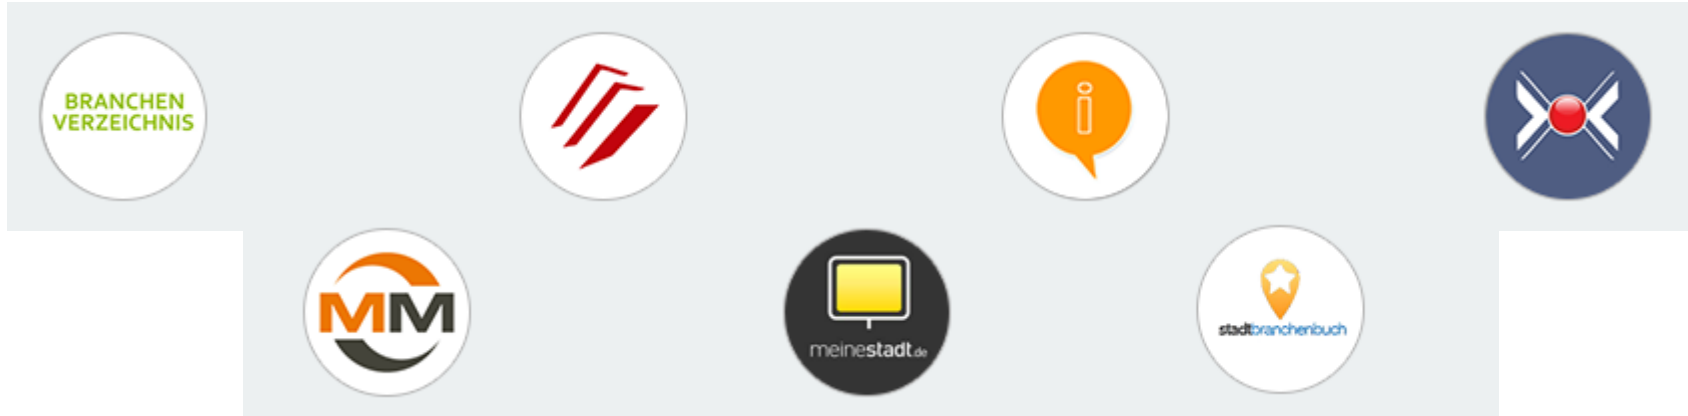 BRANCHEN
VERZEICHNIS
i
MM
meinestadt.de
stadtbranchenbuch